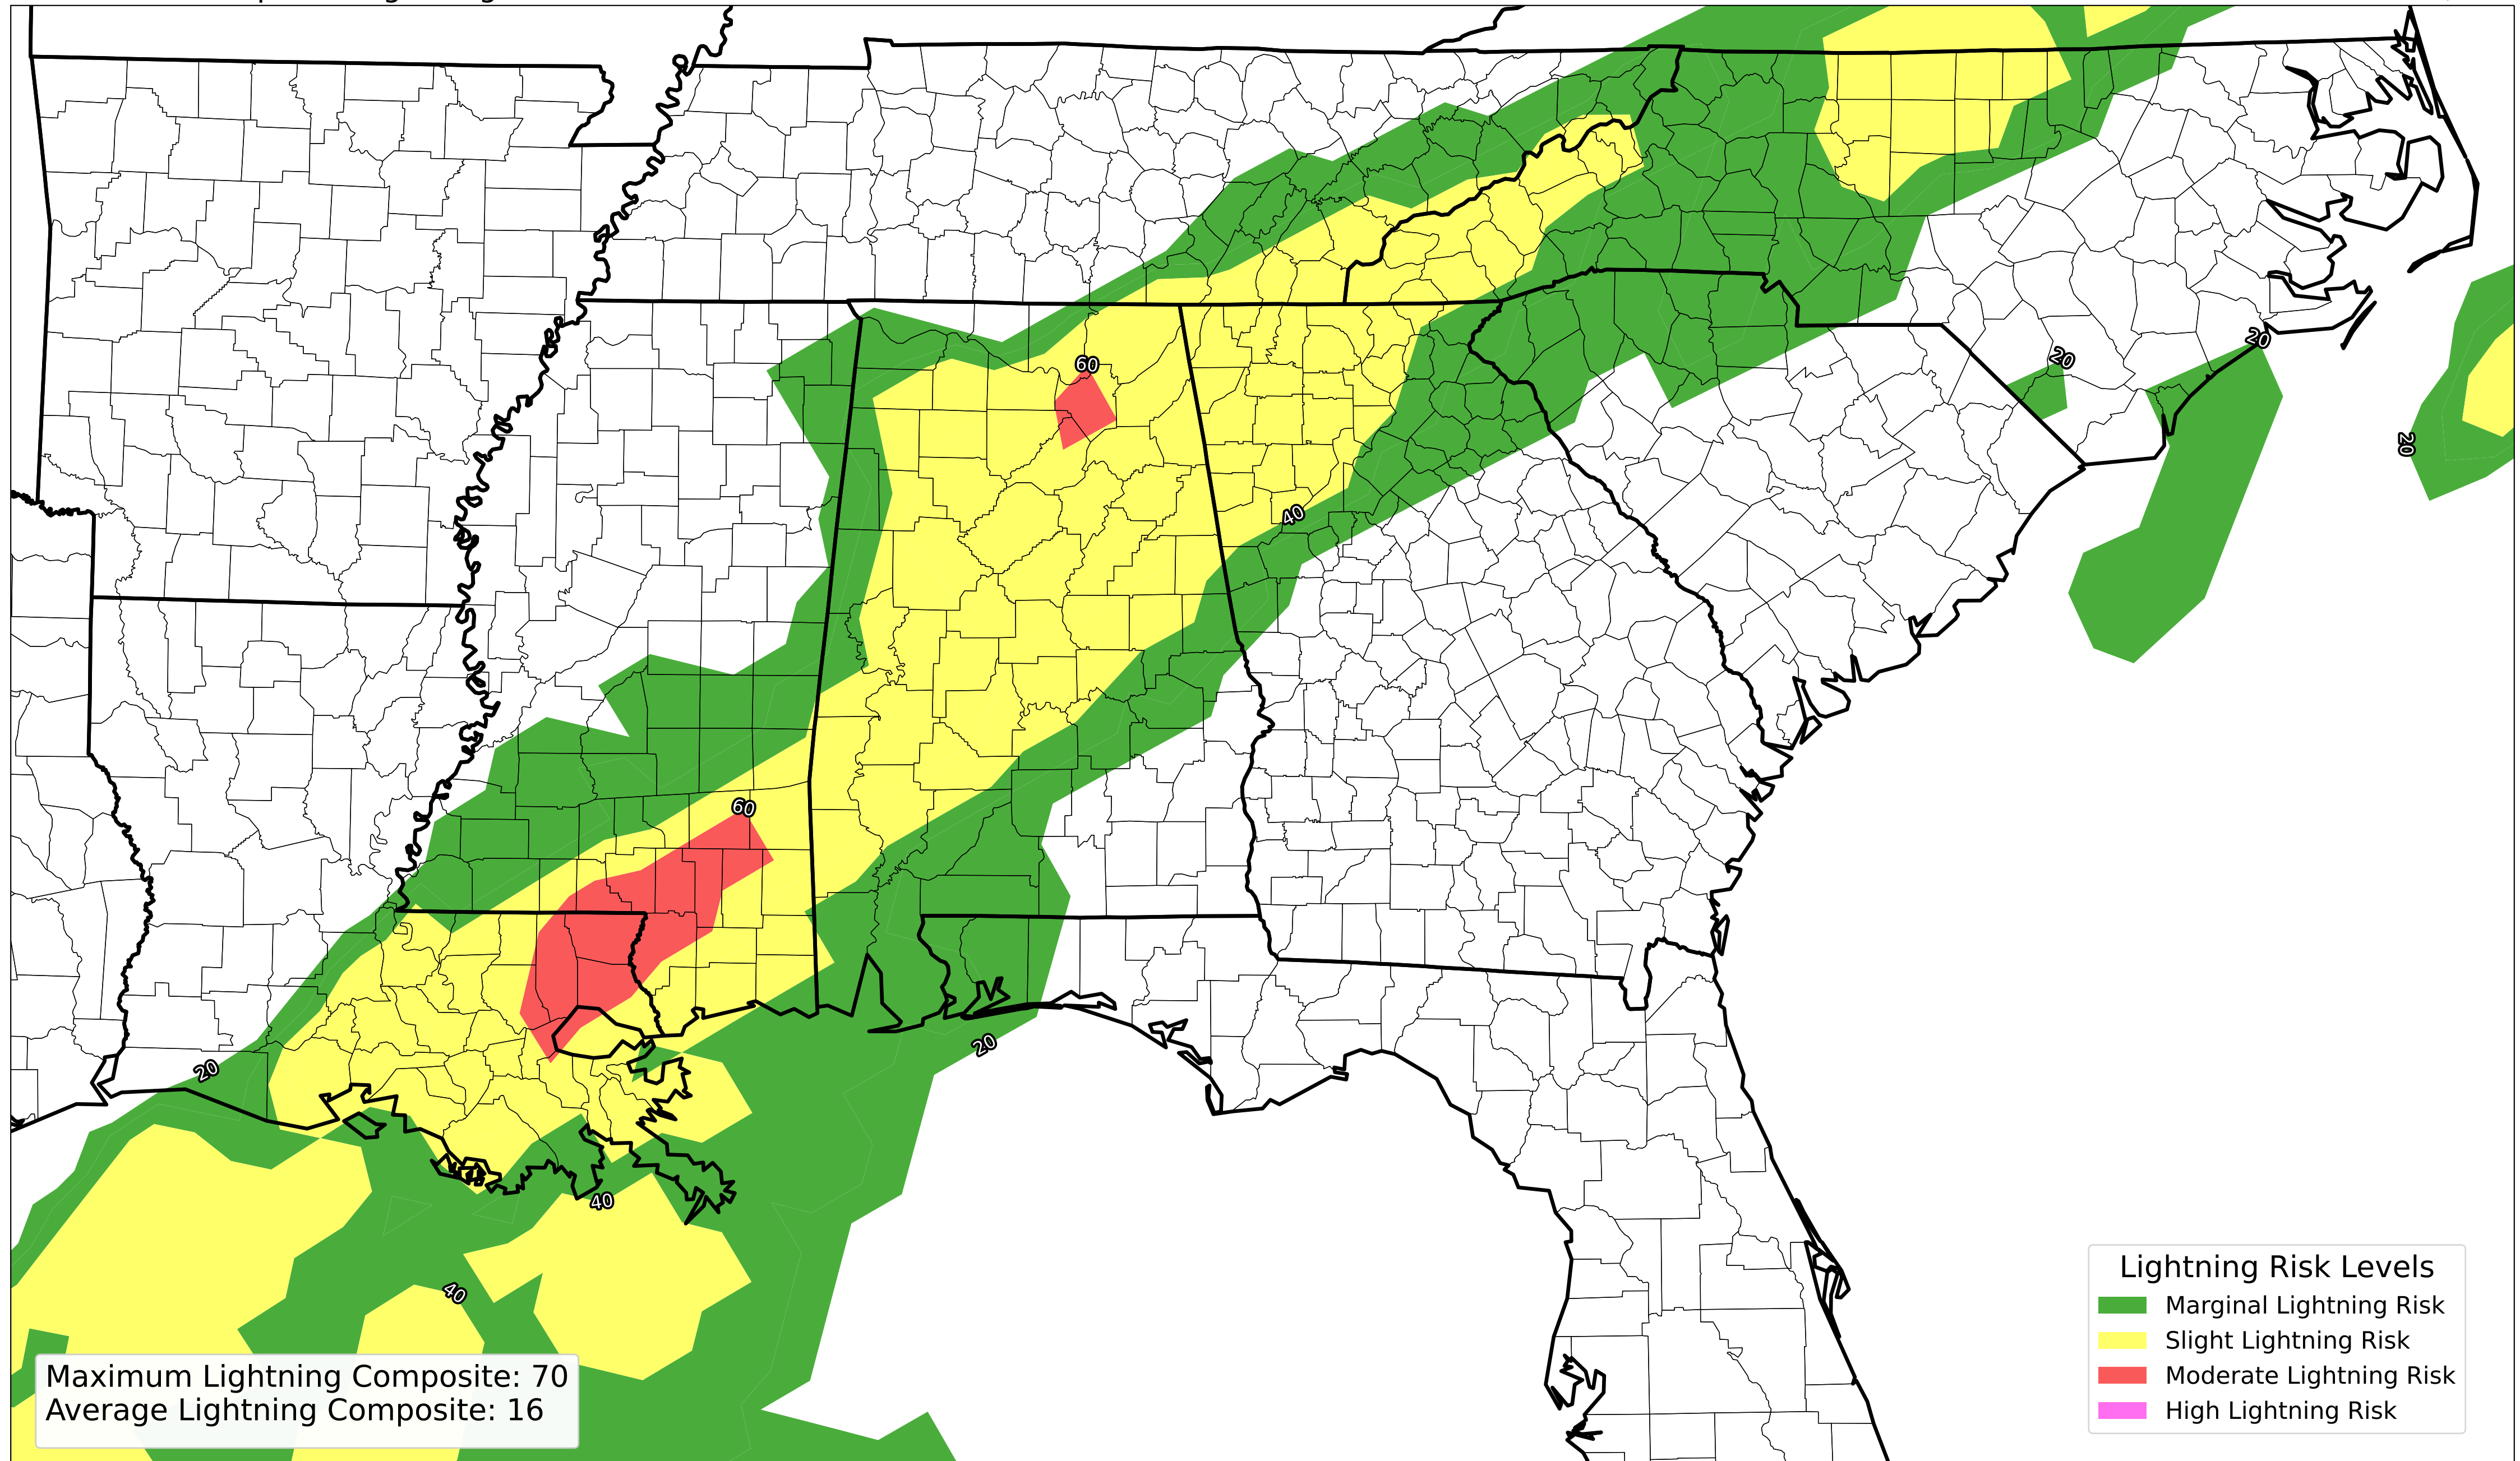 60
20
20
20
40
60
20
20
40
40
Maximum Lightning Composite: 70
Average Lightning Composite: 16
Lightning Risk Levels
Marginal Lightning Risk
Slight Lightning Risk
Moderate Lightning Risk
High Lightning Risk